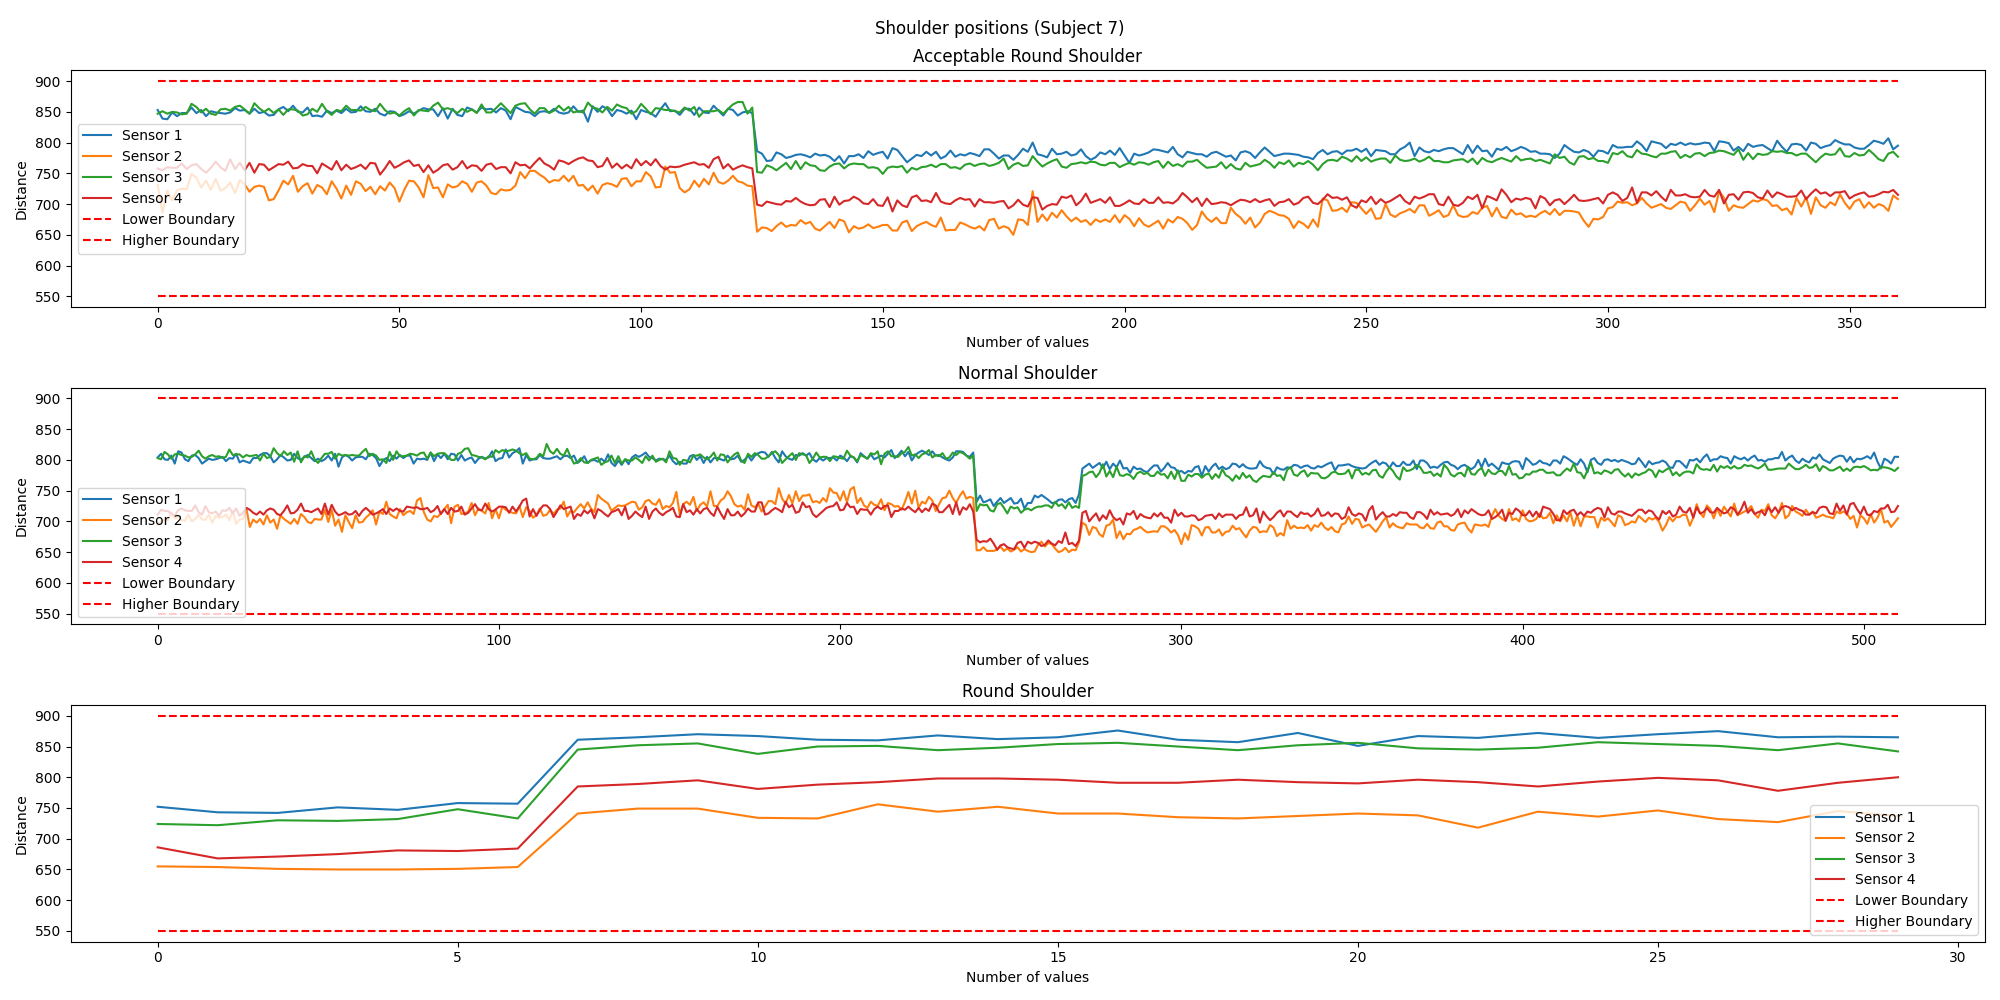 Shoulder positions (Subject 7)
Acceptable Round Shoulder
900
850
800
750
700
650
600
550
Distance
Sensor 1
Sensor 2
Sensor 3
Sensor 4
Lower Boundary
Higher Boundary
0 50 100 150 200 250 300 350
Number of values
Normal Shoulder
900
850
800
750
700
650
600
550
Distance
Sensor 1
Sensor 2
Sensor 3
Sensor 4
Lower Boundary
Higher Boundary
0 100 200 300 400 500
Number of values
Round Shoulder
900
850
800
750
700
650
600
550
Distance
Sensor 1
Sensor 2
Sensor 3
Sensor 4
Lower Boundary
Higher Boundary
0 5 10 15 20 25 30
Number of values